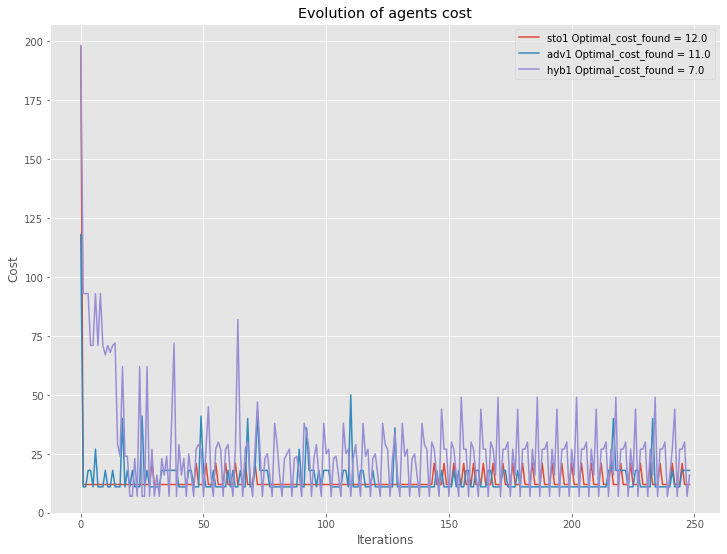 Evolution of agents cost
sto1 Optimal_cost_found = 12.0
adv1 Optimal_cost_found = 11.0
hyb1 Optimal_cost_found = 7.0
200
175
150
125
100
75
50
25
0
Cost
0 50 100 150 200 250
Iterations